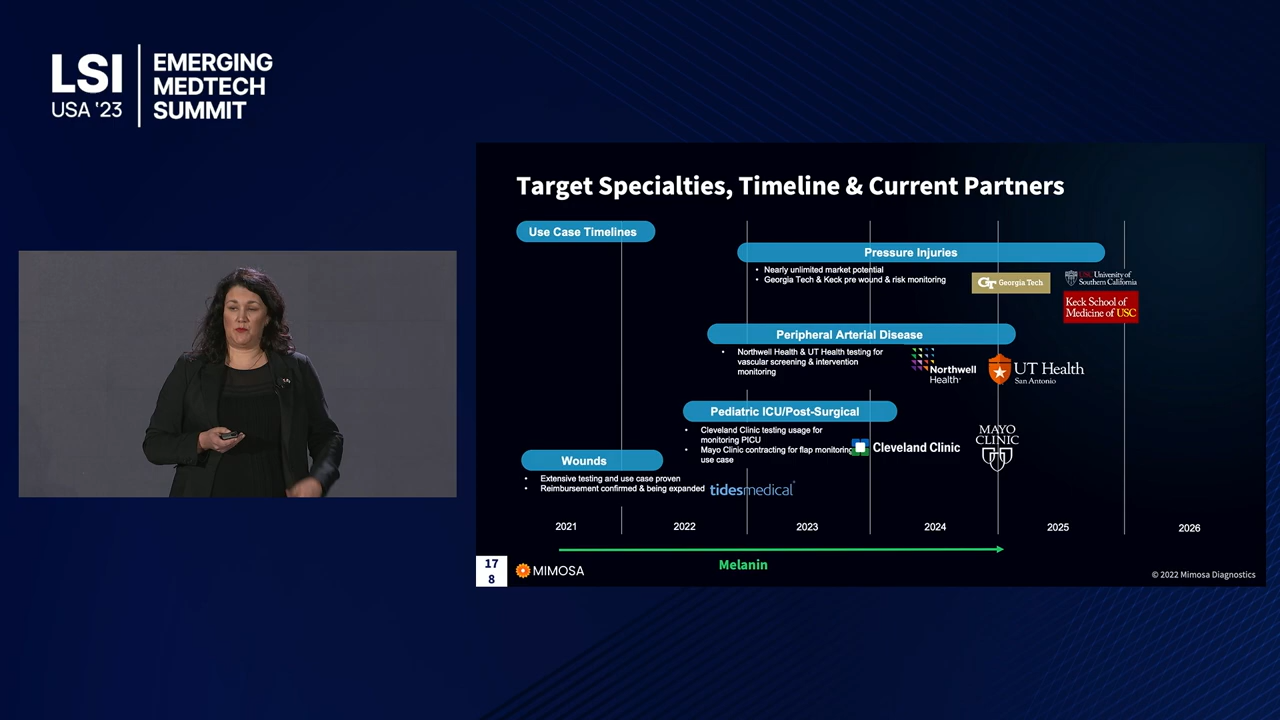 LSI
USA '23
EMERGING
MEDTECH
SUMMIT
Target Specialties, Timeline & Current Partners
Use Case Timelines
Pressure Injuries
• Nearly unlimited market potential
• Georgia Tech & Keck pre wound & risk monitoring
GT Georgia Tech
USC University of
Southern California
Keck School of
Medicine of USC
Peripheral Arterial Disease
• Northwell Health & UT Health testing for
vascular screening & intervention
monitoring
Northwell
Health
UT Health
San Antonio
Pediatric ICU/Post-Surgical
• Cleveland Clinic testing usage for
monitoring PICU
• Mayo Clinic contracting for flap monitoring
use case
Cleveland Clinic
MAYO
CLINIC
Wounds
• Extensive testing and use case proven
• Reimbursement confirmed & being expanded
tidesmedical
2021 2022 2023 2024 2025 2026
Melanin
17
8
MIMOSA
© 2022 Mimosa Diagnostics